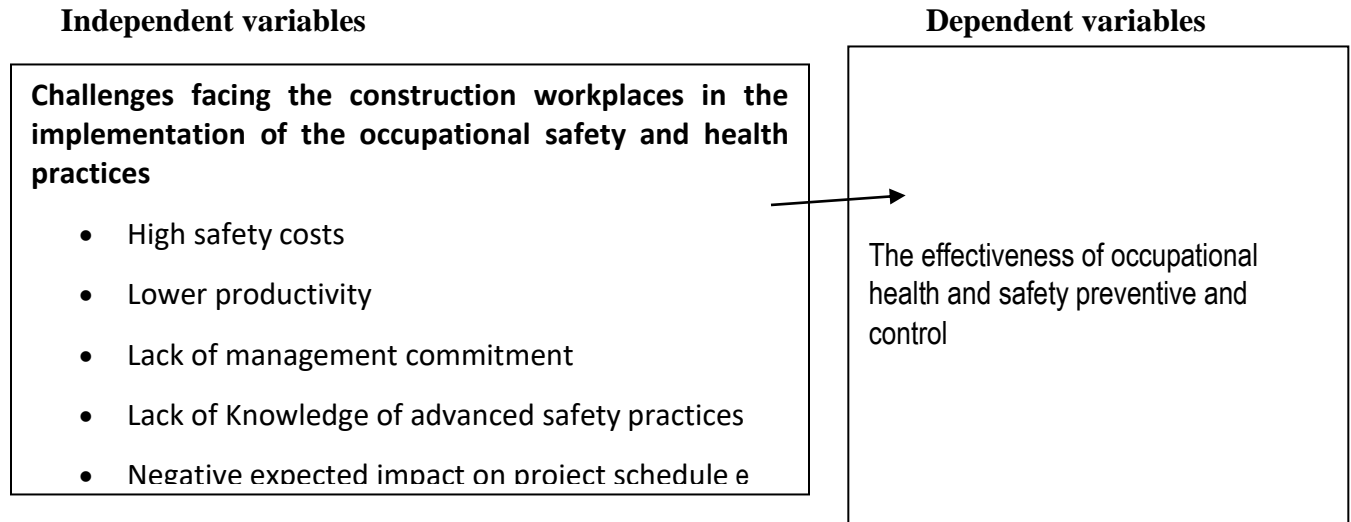 Independent variables
Dependent variables
Challenges facing the construction workplaces in the
implementation of the occupational safety and health
practices
• High safety costs
• Lower productivity
• Lack of management commitment
• Lack of Knowledge of advanced safety practices
• Negative expected impact on project schedule e
The effectiveness of occupational
health and safety preventive and
control